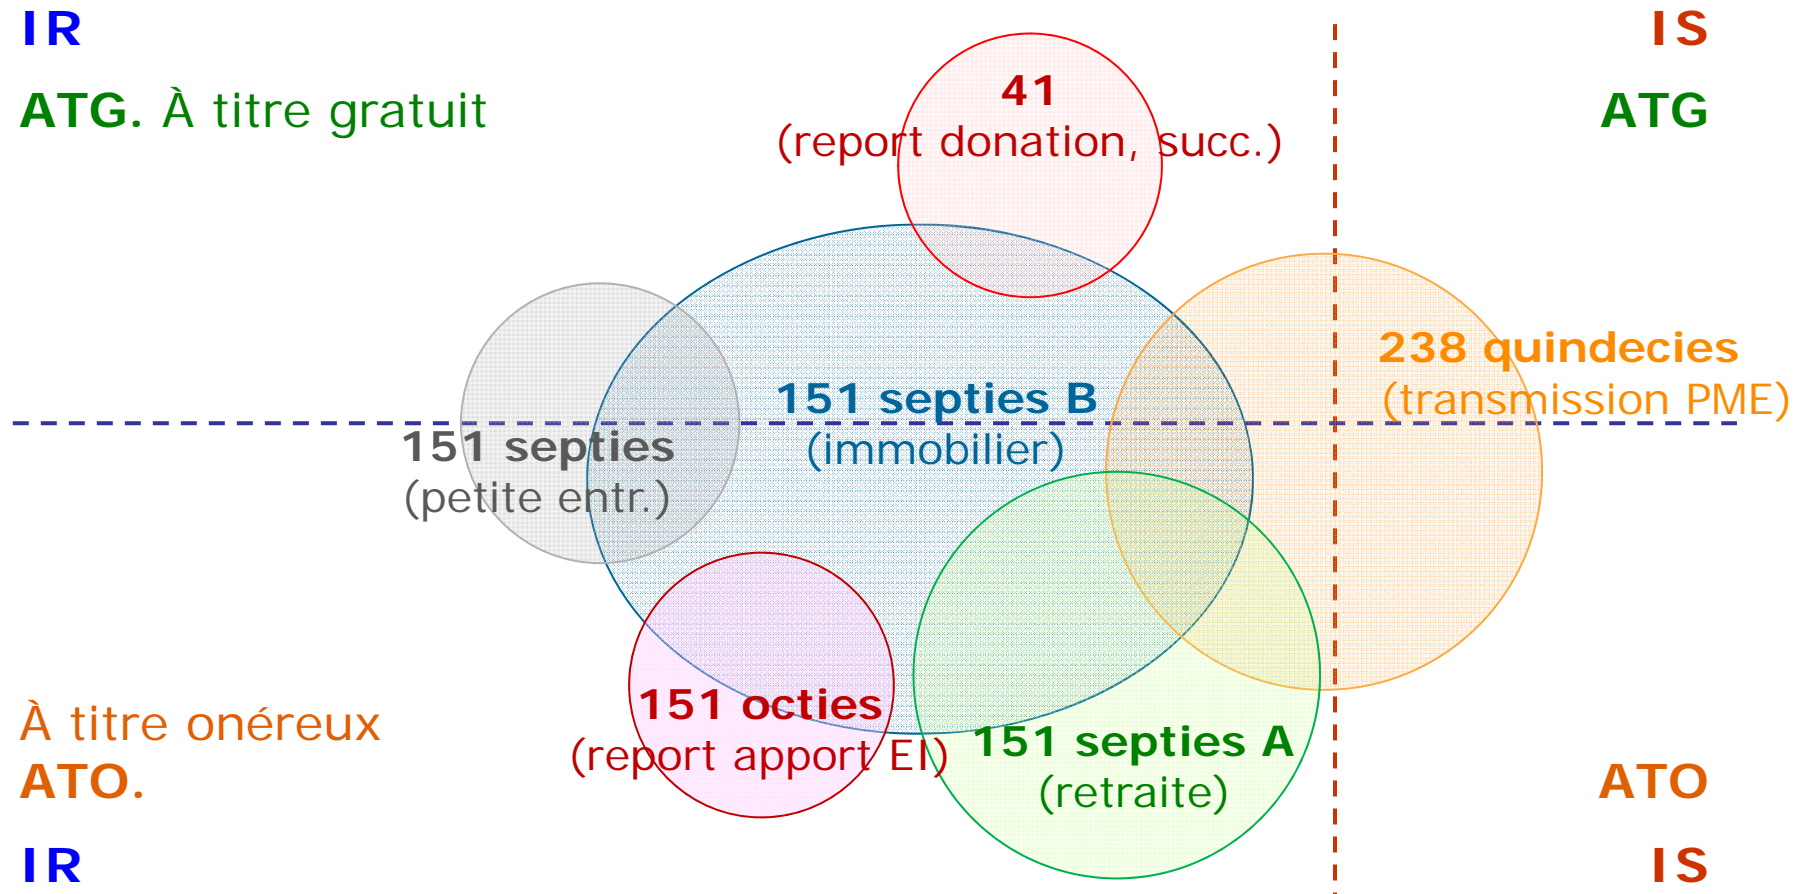 IR
IS
ATG. À titre gratuit
ATG
41
(report donation, succ.)
238 quindecies
(transmission PME)
151 septies B
(immobilier)
151 septies
(petite entr.)
151 octies
(report apport EI)
151 septies A
(retraite)
À titre onéreux
ATO.
ATO
IR
IS